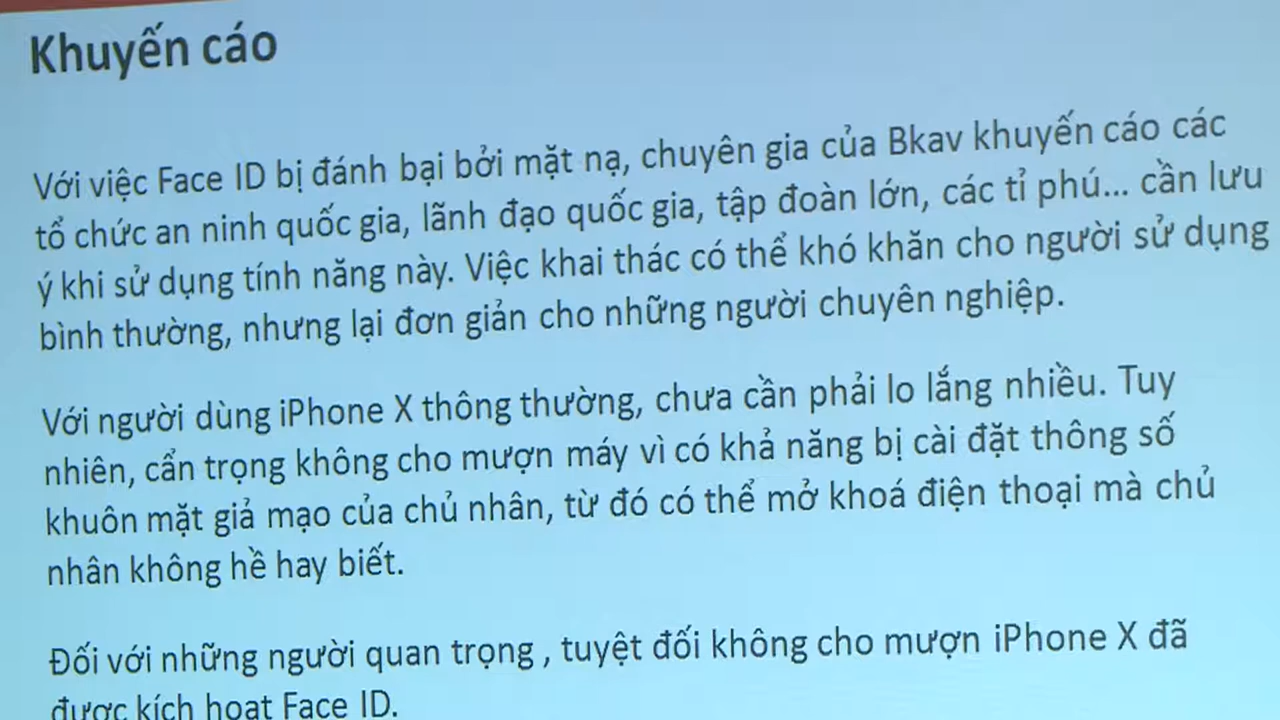 Khuyến cáo
Với việc Face ID bị đánh bại bởi mặt nạ, chuyên gia của Bkav khuyến cáo các
tổ chức an ninh quốc gia, lãnh đạo quốc gia, tập đoàn lớn, các tỉ phú... cần lưu
ý khi sử dụng tính năng này. Việc khai thác có thể khó khăn cho người sử dụng
bình thường, nhưng lại đơn giản cho những người chuyên nghiệp.
Với người dùng iPhone X thông thường, chưa cần phải lo lắng nhiều. Tuy
nhiên, cẩn trọng không cho mượn máy vì có khả năng bị cài đặt thông số
khuôn mặt giả mạo của chủ nhân, từ đó có thể mở khoá điện thoại mà chủ
nhân không hề hay biết.
Đối với những người quan trọng , tuyệt đối không cho mượn iPhone X đã
được kích hoạt Face ID.